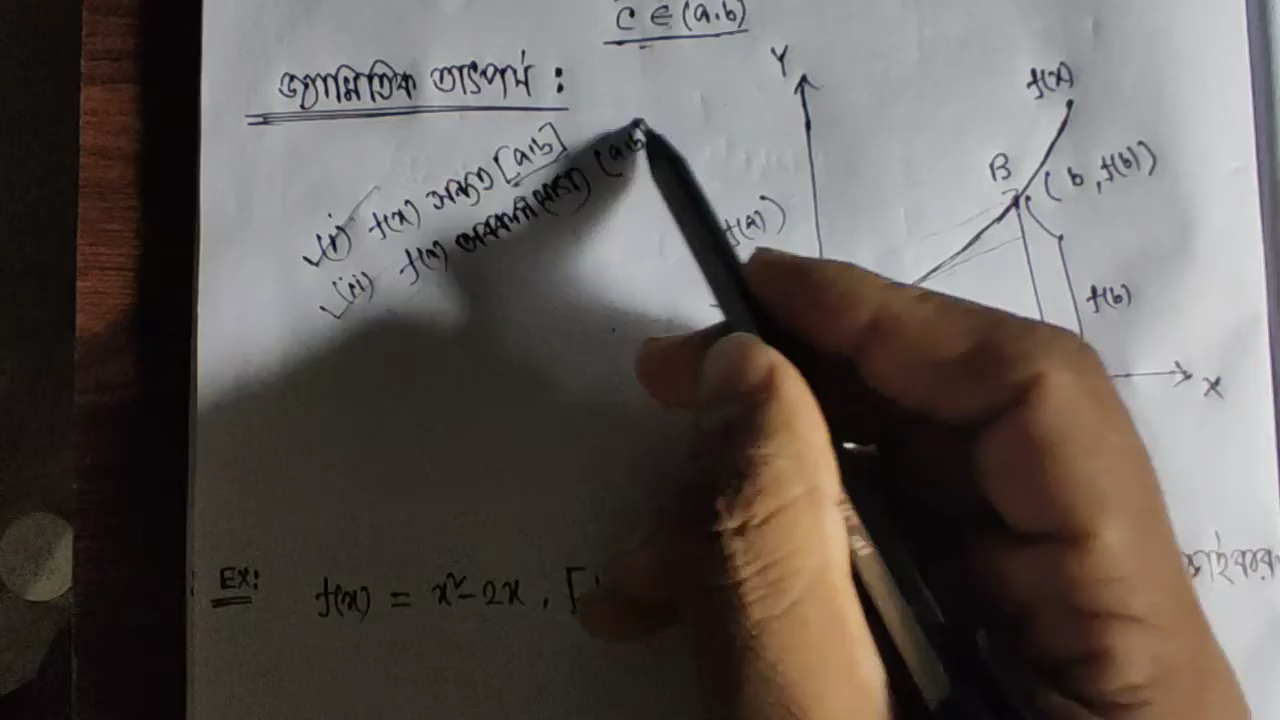 C ∈ (a,b)
জ্যামিতিক তাৎপর্য :
(i) f(x) অবিচ্ছিন্ন [a,b]
(ii) f(x) অন্তরীকরণযোগ্য (a,b
Y
f(x)
B
(b, f(b))
f(a))
f(b)
X
Ex: f(x) = x² - 2x, [